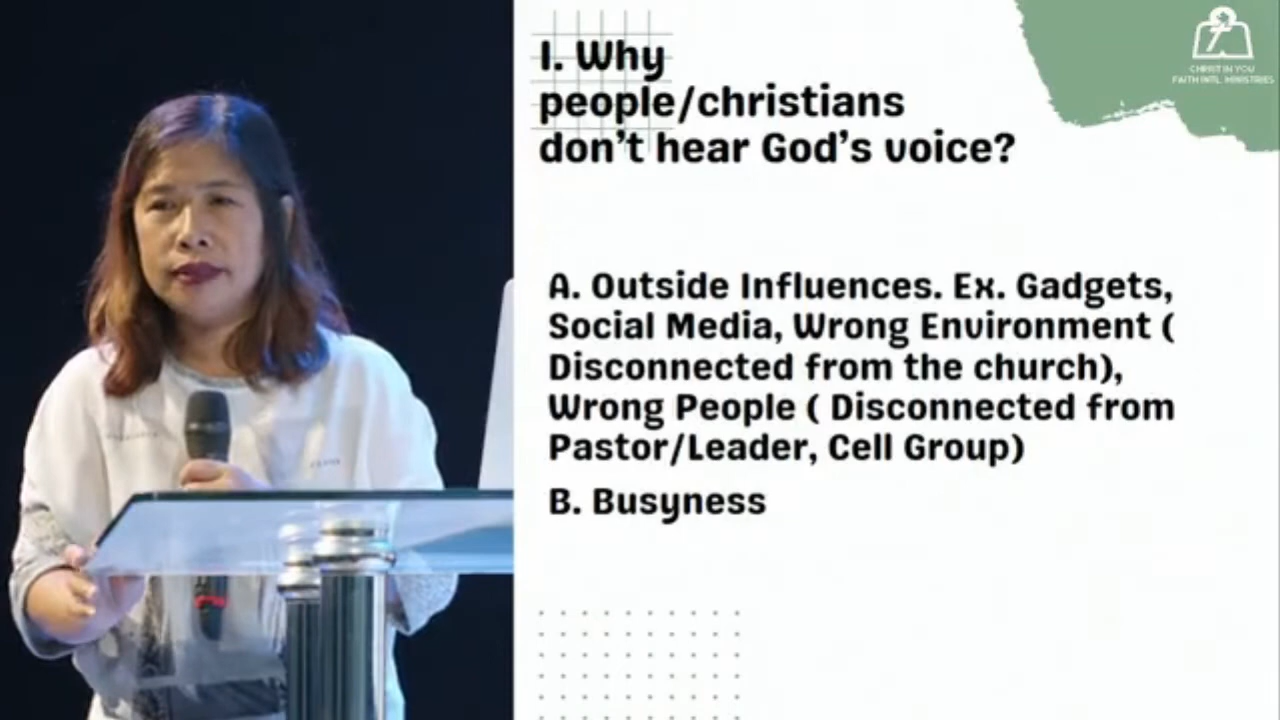 I. Why
people/christians
don't hear God's voice?
CHRIST IN YOU
FAITH INTL. MINISTRIES
A. Outside Influences. Ex. Gadgets,
Social Media, Wrong Environment (
Disconnected from the church),
Wrong People ( Disconnected from
Pastor/Leader, Cell Group)
B. Busyness